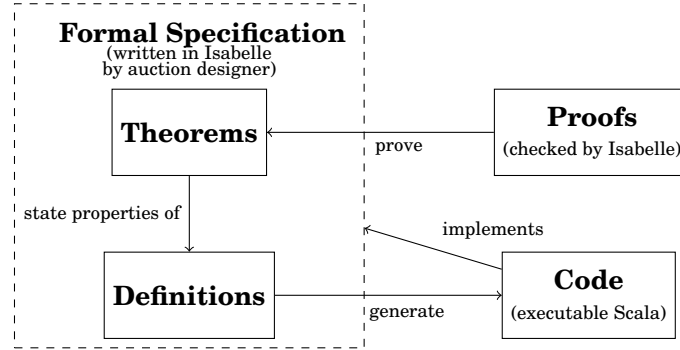 Formal Specification
(written in Isabelle
by auction designer)
Theorems
Proofs
(checked by Isabelle)
prove
state properties of
implements
Definitions
Code
(executable Scala)
generate